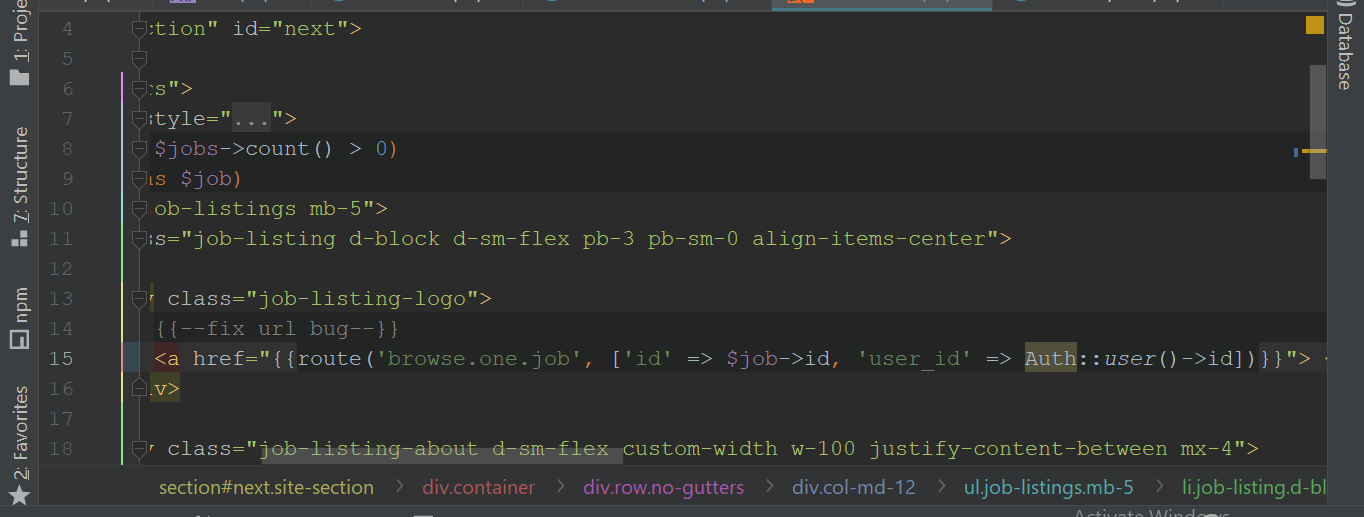 4 ction" id="next">
5
6 rs">
7 style="...">
8 $jobs->count() > 0)
9 as $job)
10 ob-listings mb-5">
11 ss="job-listing d-block d-sm-flex pb-3 pb-sm-0 align-items-center">
12
13 class="job-listing-logo">
14 {{--fix url bug--}}
15 <a href="{{route('browse.one.job', ['id' => $job->id, 'user_id' => Auth::user()->id])}}"> <
16 iv>
17
18 class="job-listing-about d-sm-flex custom-width w-100 justify-content-between mx-4">
section#next.site-section > div.container > div.row.no-gutters > div.col-md-12 > ul.job-listings.mb-5 > li.job-listing.d-bl
1: Proje
7: Structure
npm
2: Favorites
Database
Activate Windows